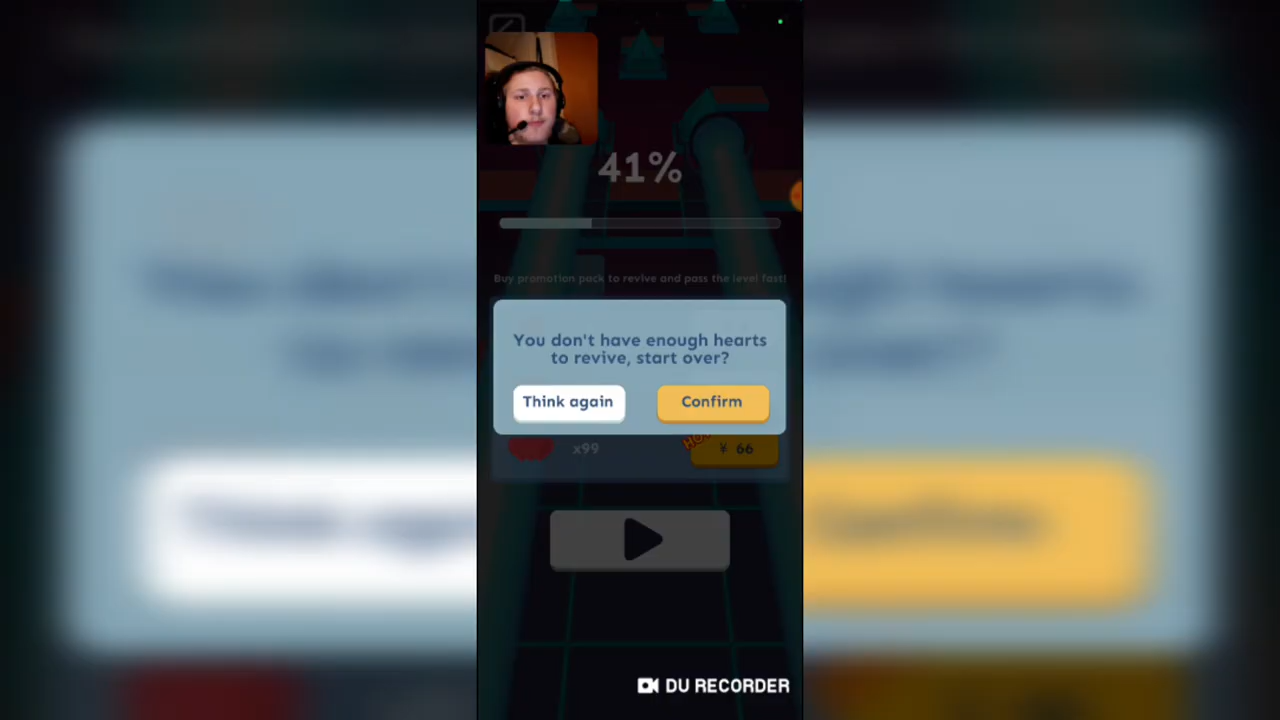 41%
Buy promotion pack to revive and pass the level fast!
You don't have enough hearts
to revive, start over?
Think again
Confirm
x99
HOT
¥ 66
DU RECORDER